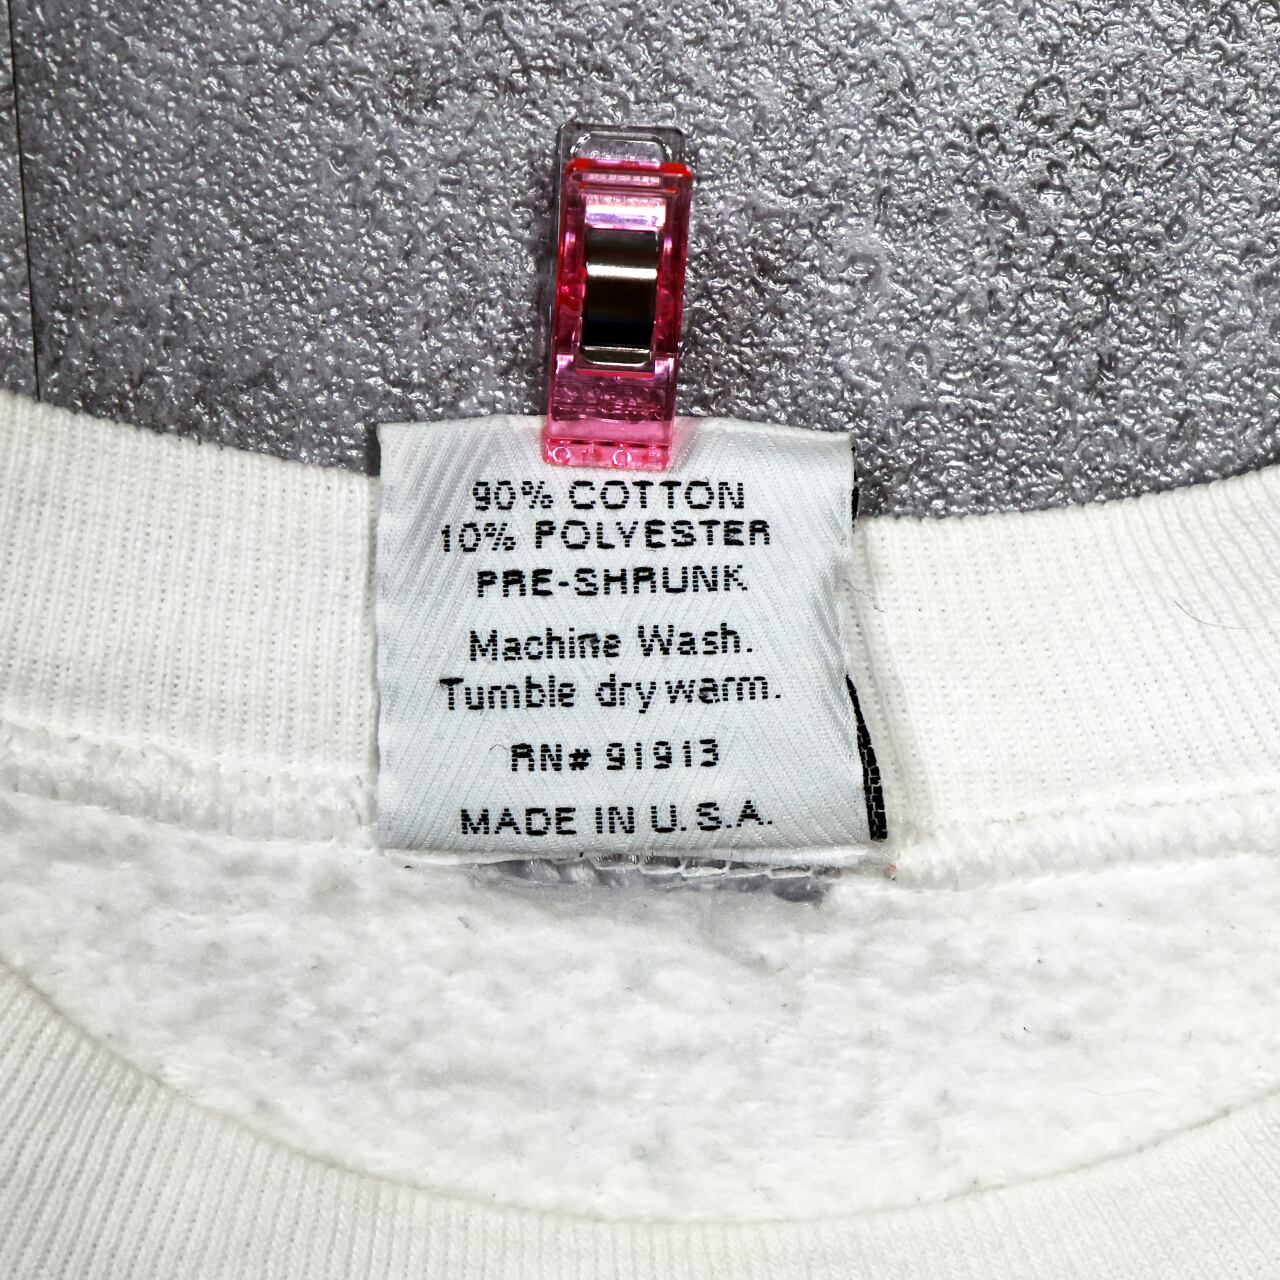 90% COTTON
10% POLYESTER
PRE-SHRUNK
Machine Wash.
Tumble dry warm.
RN# 91913
MADE IN U.S.A.